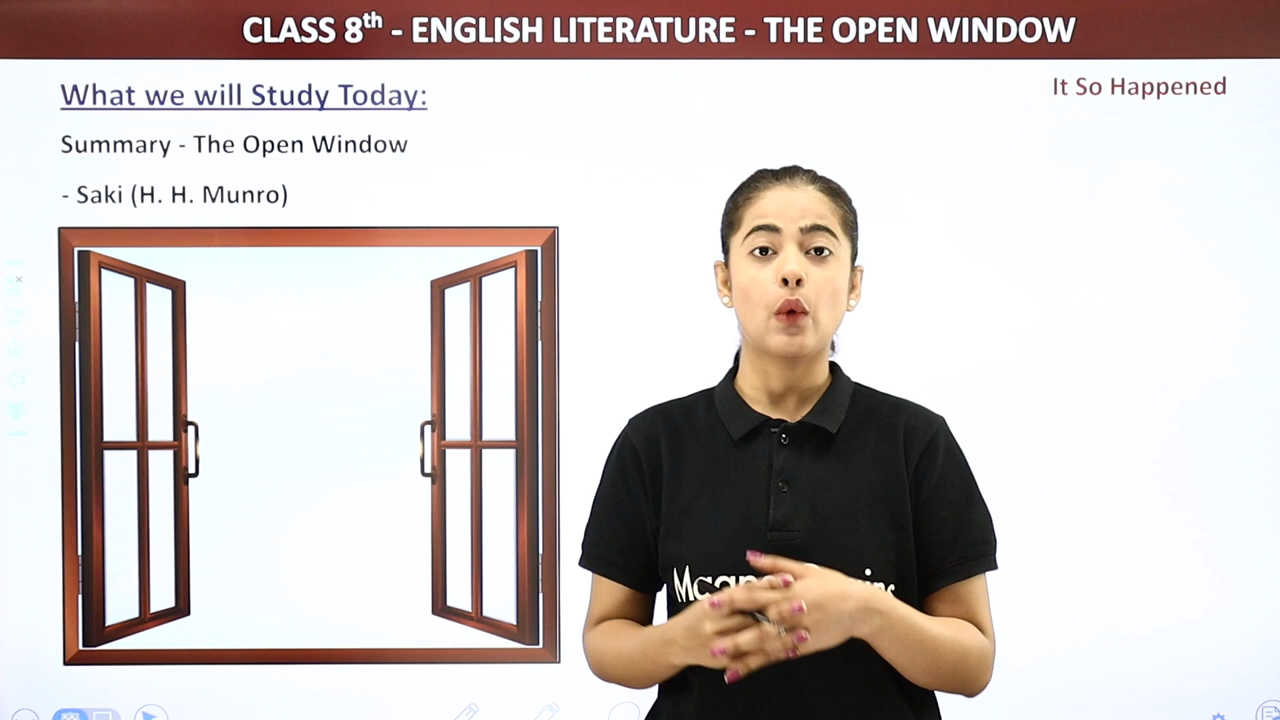 CLASS 8th - ENGLISH LITERATURE - THE OPEN WINDOW
What we will Study Today:
It So Happened
Summary - The Open Window
- Saki (H. H. Munro)